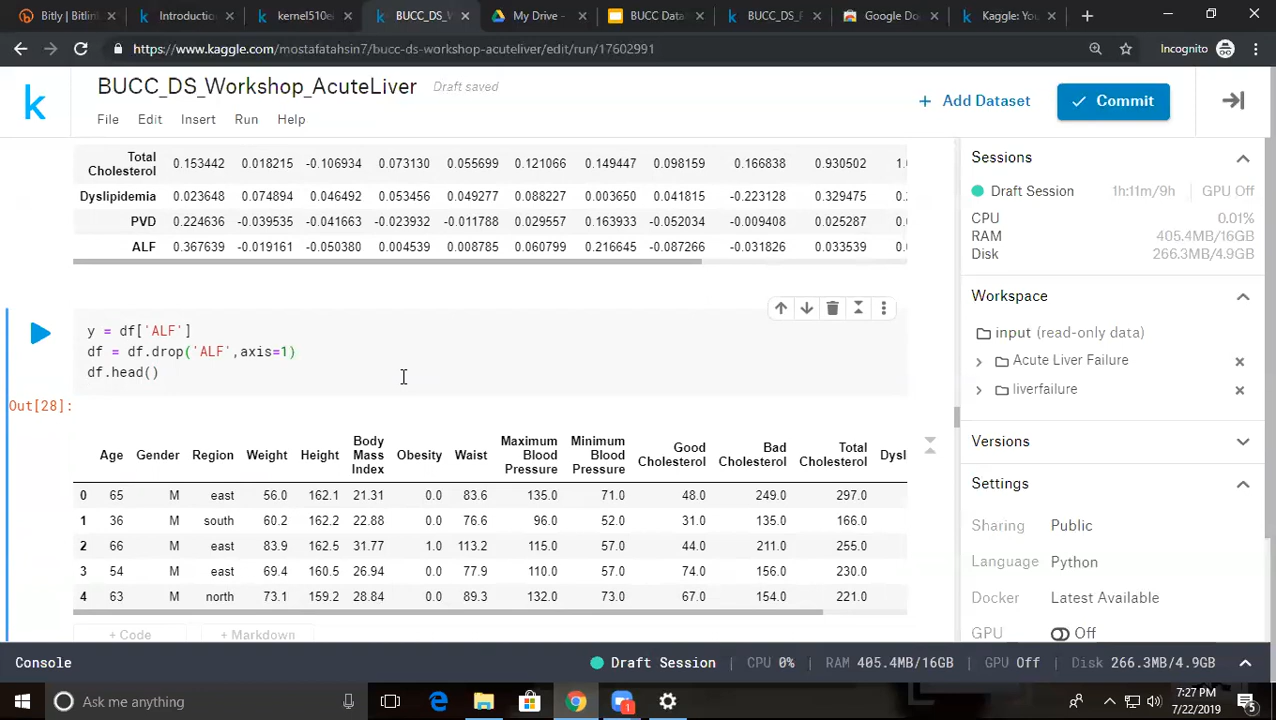 Bitly | Bitlink
Introduction
kernel510e
BUCC_DS_W
My Drive -
BUCC Data
BUCC_DS_P
Google Do
Kaggle: You
https://www.kaggle.com/mostafatahsin7/bucc-ds-workshop-acuteliver/edit/run/17602991
Incognito
k
BUCC_DS_Workshop_AcuteLiver Draft saved
File Edit Insert Run Help
+ Add Dataset
Commit
Total Cholesterol 0.153442 0.018215 -0.106934 0.073130 0.055699 0.121066 0.149447 0.098159 0.166838 0.930502 1.
Dyslipidemia 0.023648 0.074894 0.046492 0.053456 0.049277 0.088227 0.003650 0.041815 -0.223128 0.329475
PVD 0.224636 -0.039535 -0.041663 -0.023932 -0.011788 0.029557 0.163933 -0.052034 -0.009408 0.025287
ALF 0.367639 -0.019161 -0.050380 0.004539 0.008785 0.060799 0.216645 -0.087266 -0.031826 0.033539
y = df['ALF']
df = df.drop('ALF',axis=1)
df.head()
Out[28]:
Age Gender Region Weight Height Body Mass Index Obesity Waist Maximum Blood Pressure Minimum Blood Pressure Good Cholesterol Bad Cholesterol Total Cholesterol Dysl
0 65 M east 56.0 162.1 21.31 0.0 83.6 135.0 71.0 48.0 249.0 297.0
1 36 M south 60.2 162.2 22.88 0.0 76.6 96.0 52.0 31.0 135.0 166.0
2 66 M east 83.9 162.5 31.77 1.0 113.2 115.0 57.0 44.0 211.0 255.0
3 54 M east 69.4 160.5 26.94 0.0 77.9 110.0 57.0 74.0 156.0 230.0
4 63 M north 73.1 159.2 28.84 0.0 89.3 132.0 73.0 67.0 154.0 221.0
+ Code + Markdown
Sessions
Draft Session 1h:11m/9h GPU Off
CPU 0.01%
RAM 405.4MB/16GB
Disk 266.3MB/4.9GB
Workspace
input (read-only data)
Acute Liver Failure
liverfailure
Versions
Settings
Sharing Public
Language Python
Docker Latest Available
GPU Off
Console
Draft Session | CPU 0% | RAM 405.4MB/16GB | GPU Off | Disk 266.3MB/4.9GB
Ask me anything
1
7:27 PM
7/22/2019
5